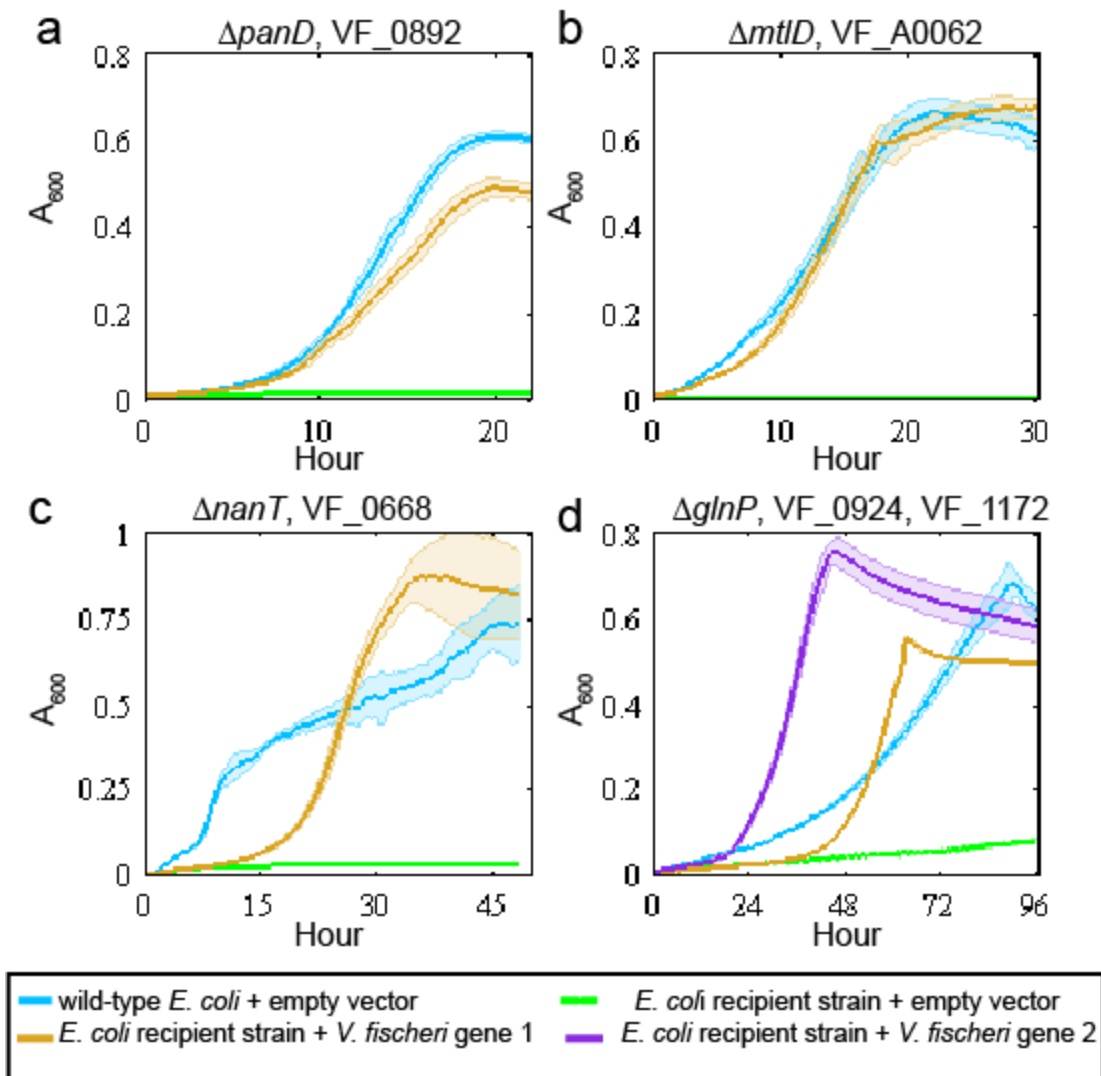 a ΔpanD, VF_0892
0.8
0.6
0.4
0.2
0
A600
0 10 20
Hour
b ΔmtlD, VF_A0062
0.8
0.6
0.4
0.2
0
A600
0 10 20 30
Hour
c ΔnanT, VF_0668
1
0.75
0.5
0.25
0
A600
0 15 30 45
Hour
d ΔglnP, VF_0924, VF_1172
0.8
0.6
0.4
0.2
0
A600
0 24 48 72 96
Hour
wild-type E. coli + empty vector
E. coli recipient strain + empty vector
E. coli recipient strain + V. fischeri gene 1
E. coli recipient strain + V. fischeri gene 2